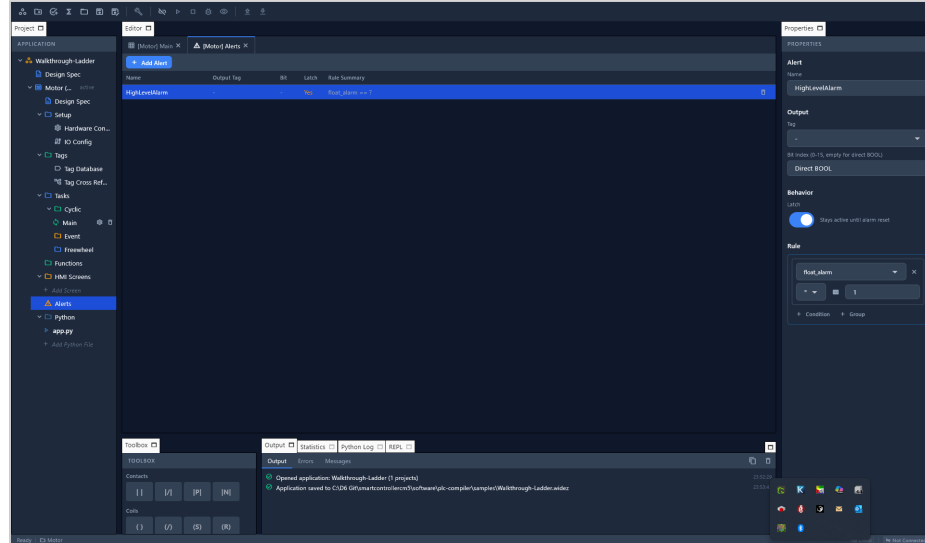 Project
APPLICATION
Walkthrough-Ladder
Design Spec
Motor (... active
Design Spec
Setup
Hardware Con...
IO Config
Tags
Tag Database
Tag Cross Ref...
Tasks
Cyclic
Main
Event
Freewheel
Functions
HMI Screens
+ Add Screen
Alerts
Python
app.py
+ Add Python File
Editor
[Motor] Main ×
[Motor] Alerts ×
+ Add Alert
Name Output Tag Bit Latch Rule Summary
HighLevelAlarm - - Yes float_alarm == ?
Toolbox
TOOLBOX
Contacts
[ ] ]/[ [P] [N]
Coils
( ) (/) (S) (R)
Output Statistics Python Log REPL
Output Errors Messages
Opened application: Walkthrough-Ladder (1 projects)
Application saved to C:\D6 Git\smartcontrollercm5\software\plc-compiler\samples\Walkthrough-Ladder.widez
Properties
PROPERTIES
Alert
Name
HighLevelAlarm
Output
Tag
-
Bit Index (0-15, empty for direct BOOL)
Direct BOOL
Behavior
Latch
Stays active until alarm reset
Rule
float_alarm ×
1
+ Condition + Group
Ready Motor
Not Connected